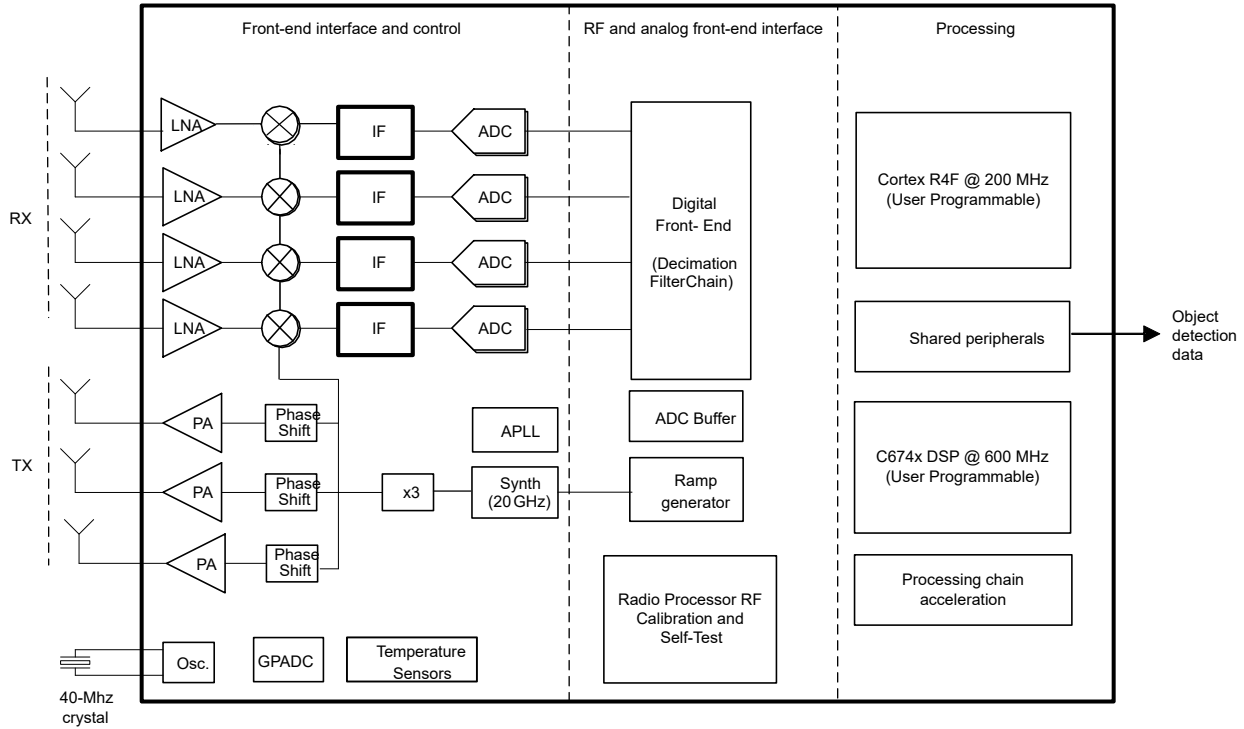 Front-end interface and control
RF and analog front-end interface
Processing
RX
LNA
IF
ADC
LNA
IF
ADC
LNA
IF
ADC
LNA
IF
ADC
Digital
Front- End
(Decimation
FilterChain)
Cortex R4F @ 200 MHz
(User Programmable)
Shared peripherals
Object
detection
data
TX
PA
Phase
Shift
PA
Phase
Shift
PA
Phase
Shift
x3
APLL
Synth
(20 GHz)
ADC Buffer
Ramp
generator
C674x DSP @ 600 MHz
(User Programmable)
Radio Processor RF
Calibration and
Self-Test
Processing chain
acceleration
40-Mhz
crystal
Osc.
GPADC
Temperature
Sensors